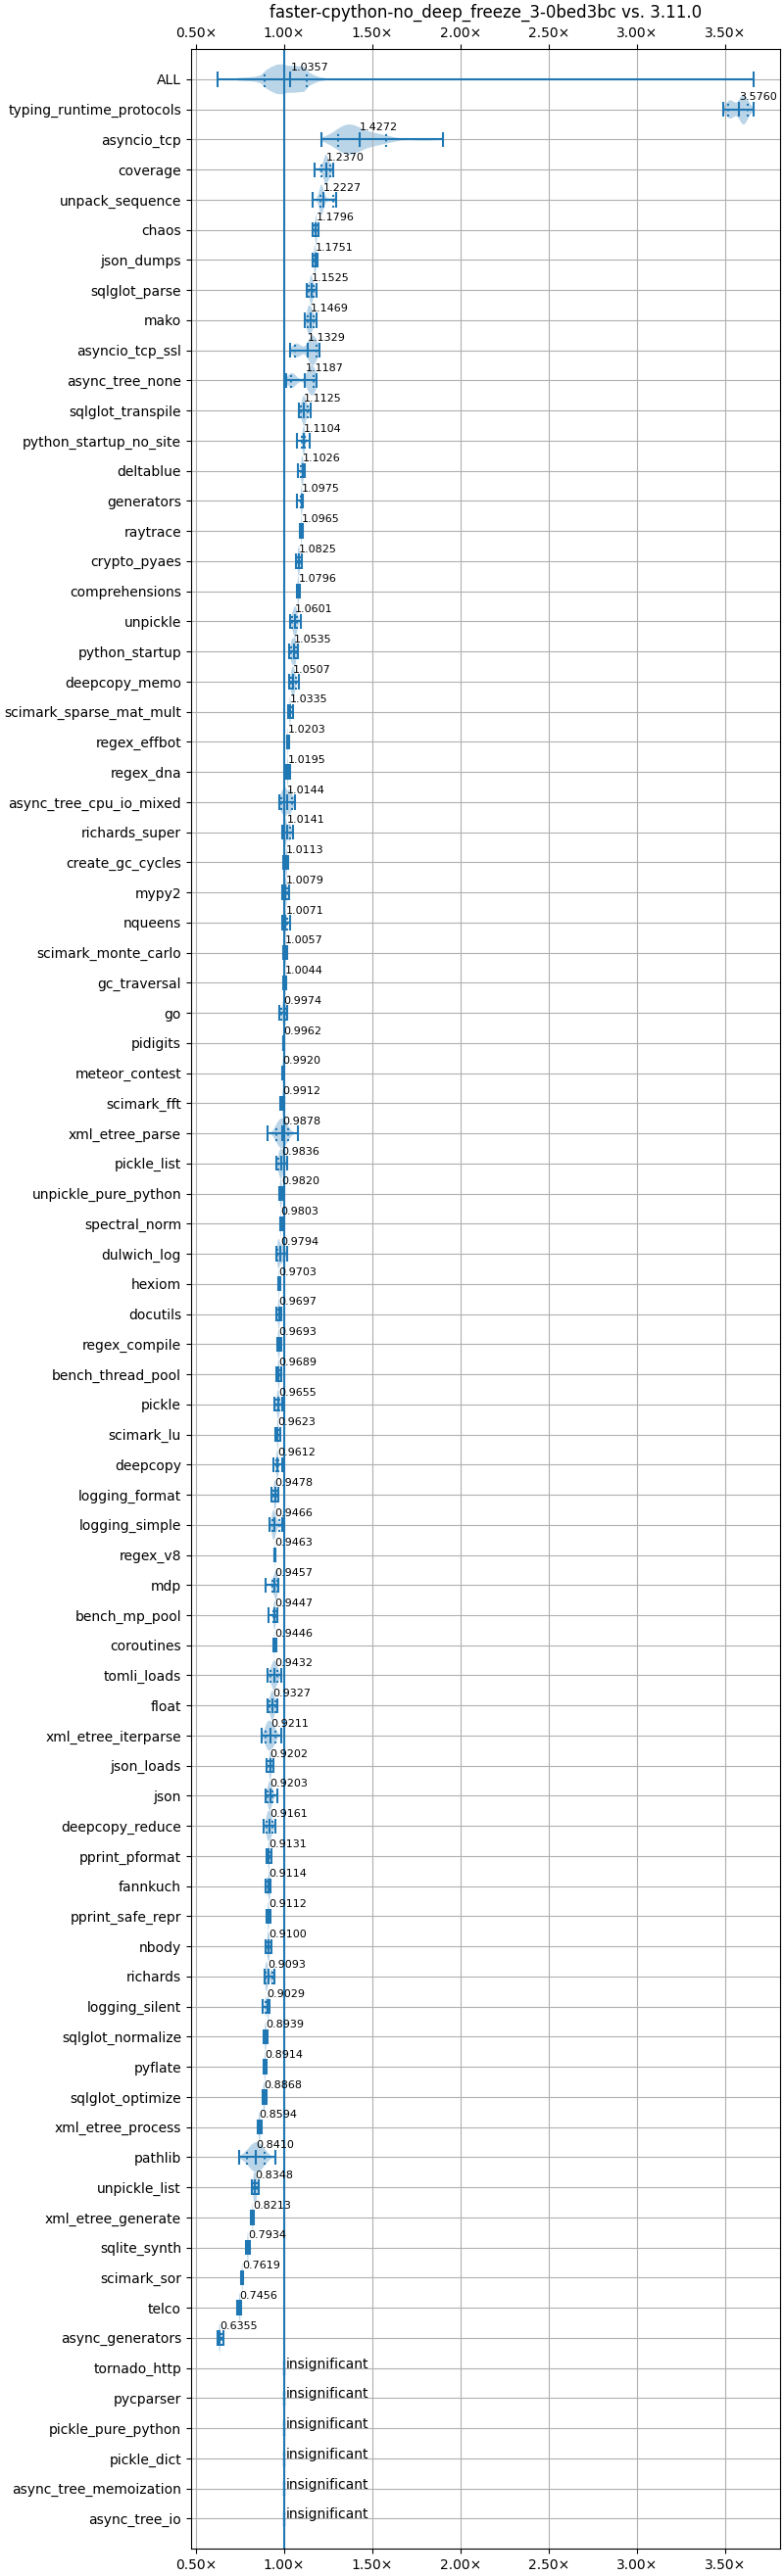 faster-cpython-no_deep_freeze_3-0bed3bc vs. 3.11.0
0.50× 1.00× 1.50× 2.00× 2.50× 3.00× 3.50×
ALL 1.0357
typing_runtime_protocols 3.5760
asyncio_tcp 1.4272
coverage 1.2370
unpack_sequence 1.2227
chaos 1.1796
json_dumps 1.1751
sqlglot_parse 1.1525
mako 1.1469
asyncio_tcp_ssl 1.1329
async_tree_none 1.1187
sqlglot_transpile 1.1125
python_startup_no_site 1.1104
deltablue 1.1026
generators 1.0975
raytrace 1.0965
crypto_pyaes 1.0825
comprehensions 1.0796
unpickle 1.0601
python_startup 1.0535
deepcopy_memo 1.0507
scimark_sparse_mat_mult 1.0335
regex_effbot 1.0203
regex_dna 1.0195
async_tree_cpu_io_mixed 1.0144
richards_super 1.0141
create_gc_cycles 1.0113
mypy2 1.0079
nqueens 1.0071
scimark_monte_carlo 1.0057
gc_traversal 1.0044
go 0.9974
pidigits 0.9962
meteor_contest 0.9920
scimark_fft 0.9912
xml_etree_parse 0.9878
pickle_list 0.9836
unpickle_pure_python 0.9820
spectral_norm 0.9803
dulwich_log 0.9794
hexiom 0.9703
docutils 0.9697
regex_compile 0.9693
bench_thread_pool 0.9689
pickle 0.9655
scimark_lu 0.9623
deepcopy 0.9612
logging_format 0.9478
logging_simple 0.9466
regex_v8 0.9463
mdp 0.9457
bench_mp_pool 0.9447
coroutines 0.9446
tomli_loads 0.9432
float 0.9327
xml_etree_iterparse 0.9211
json_loads 0.9202
json 0.9203
deepcopy_reduce 0.9161
pprint_pformat 0.9131
fannkuch 0.9114
pprint_safe_repr 0.9112
nbody 0.9100
richards 0.9093
logging_silent 0.9029
sqlglot_normalize 0.8939
pyflate 0.8914
sqlglot_optimize 0.8868
xml_etree_process 0.8594
pathlib 0.8410
unpickle_list 0.8348
xml_etree_generate 0.8213
sqlite_synth 0.7934
scimark_sor 0.7619
telco 0.7456
async_generators 0.6355
tornado_http insignificant
pycparser insignificant
pickle_pure_python insignificant
pickle_dict insignificant
async_tree_memoization insignificant
async_tree_io insignificant
0.50× 1.00× 1.50× 2.00× 2.50× 3.00× 3.50×